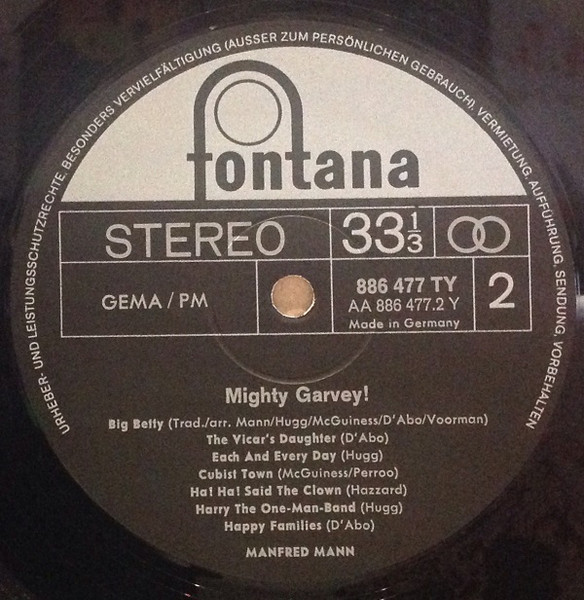 URHEBER- UND LEISTUNGSSCHUTZRECHTE, BESONDERS VERVIELFÄLTIGUNG (AUSSER ZUM PERSÖNLICHEN GEBRAUCH), VERMIETUNG, AUFFÜHRUNG, SENDUNG, VORBEHALTEN
fontana
STEREO 33 1/3
GEMA / PM 886 477 TY 2
AA 886 477.2 Y
Made in Germany
Mighty Garvey!
Big Betty (Trad./arr. Mann/Hugg/McGuiness/D'Abo/Voorman)
The Vicar's Daughter (D'Abo)
Each And Every Day (Hugg)
Cubist Town (McGuiness/Perroo)
Ha! Ha! Said The Clown (Hazzard)
Harry The One-Man-Band (Hugg)
Happy Families (D'Abo)
MANFRED MANN